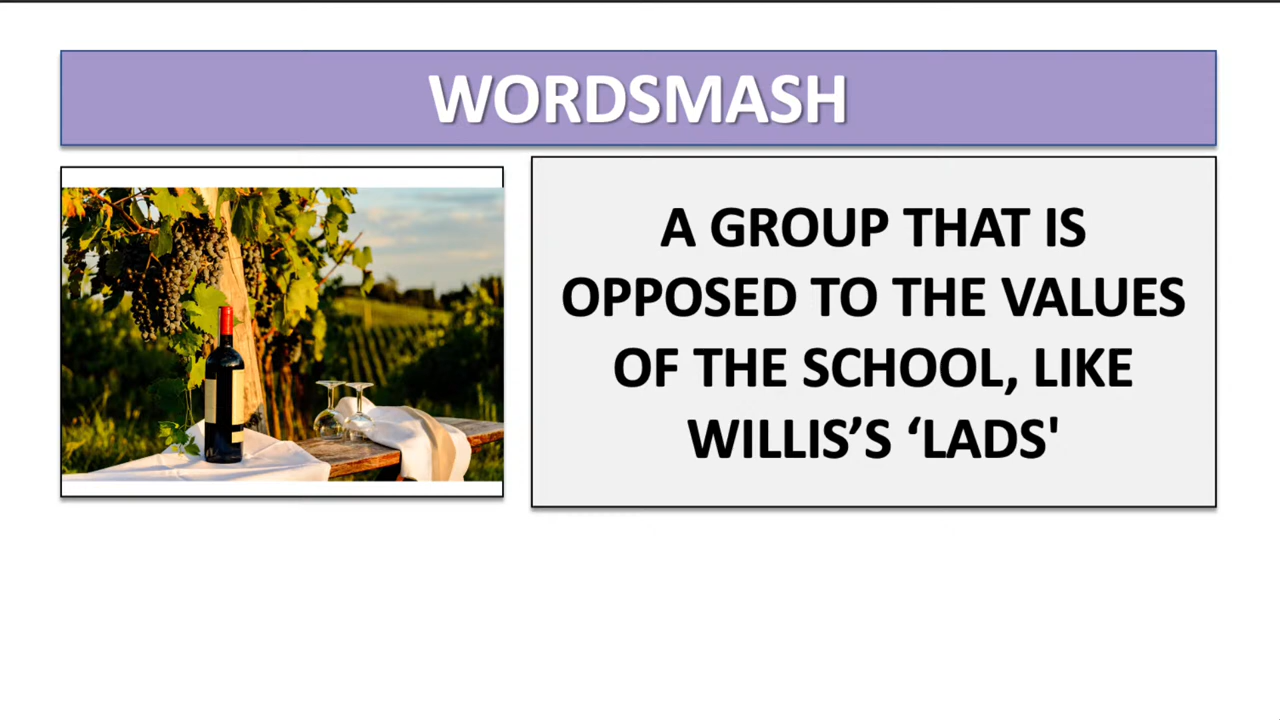 WORDSMASH
A GROUP THAT IS
OPPOSED TO THE VALUES
OF THE SCHOOL, LIKE
WILLIS’S ‘LADS'